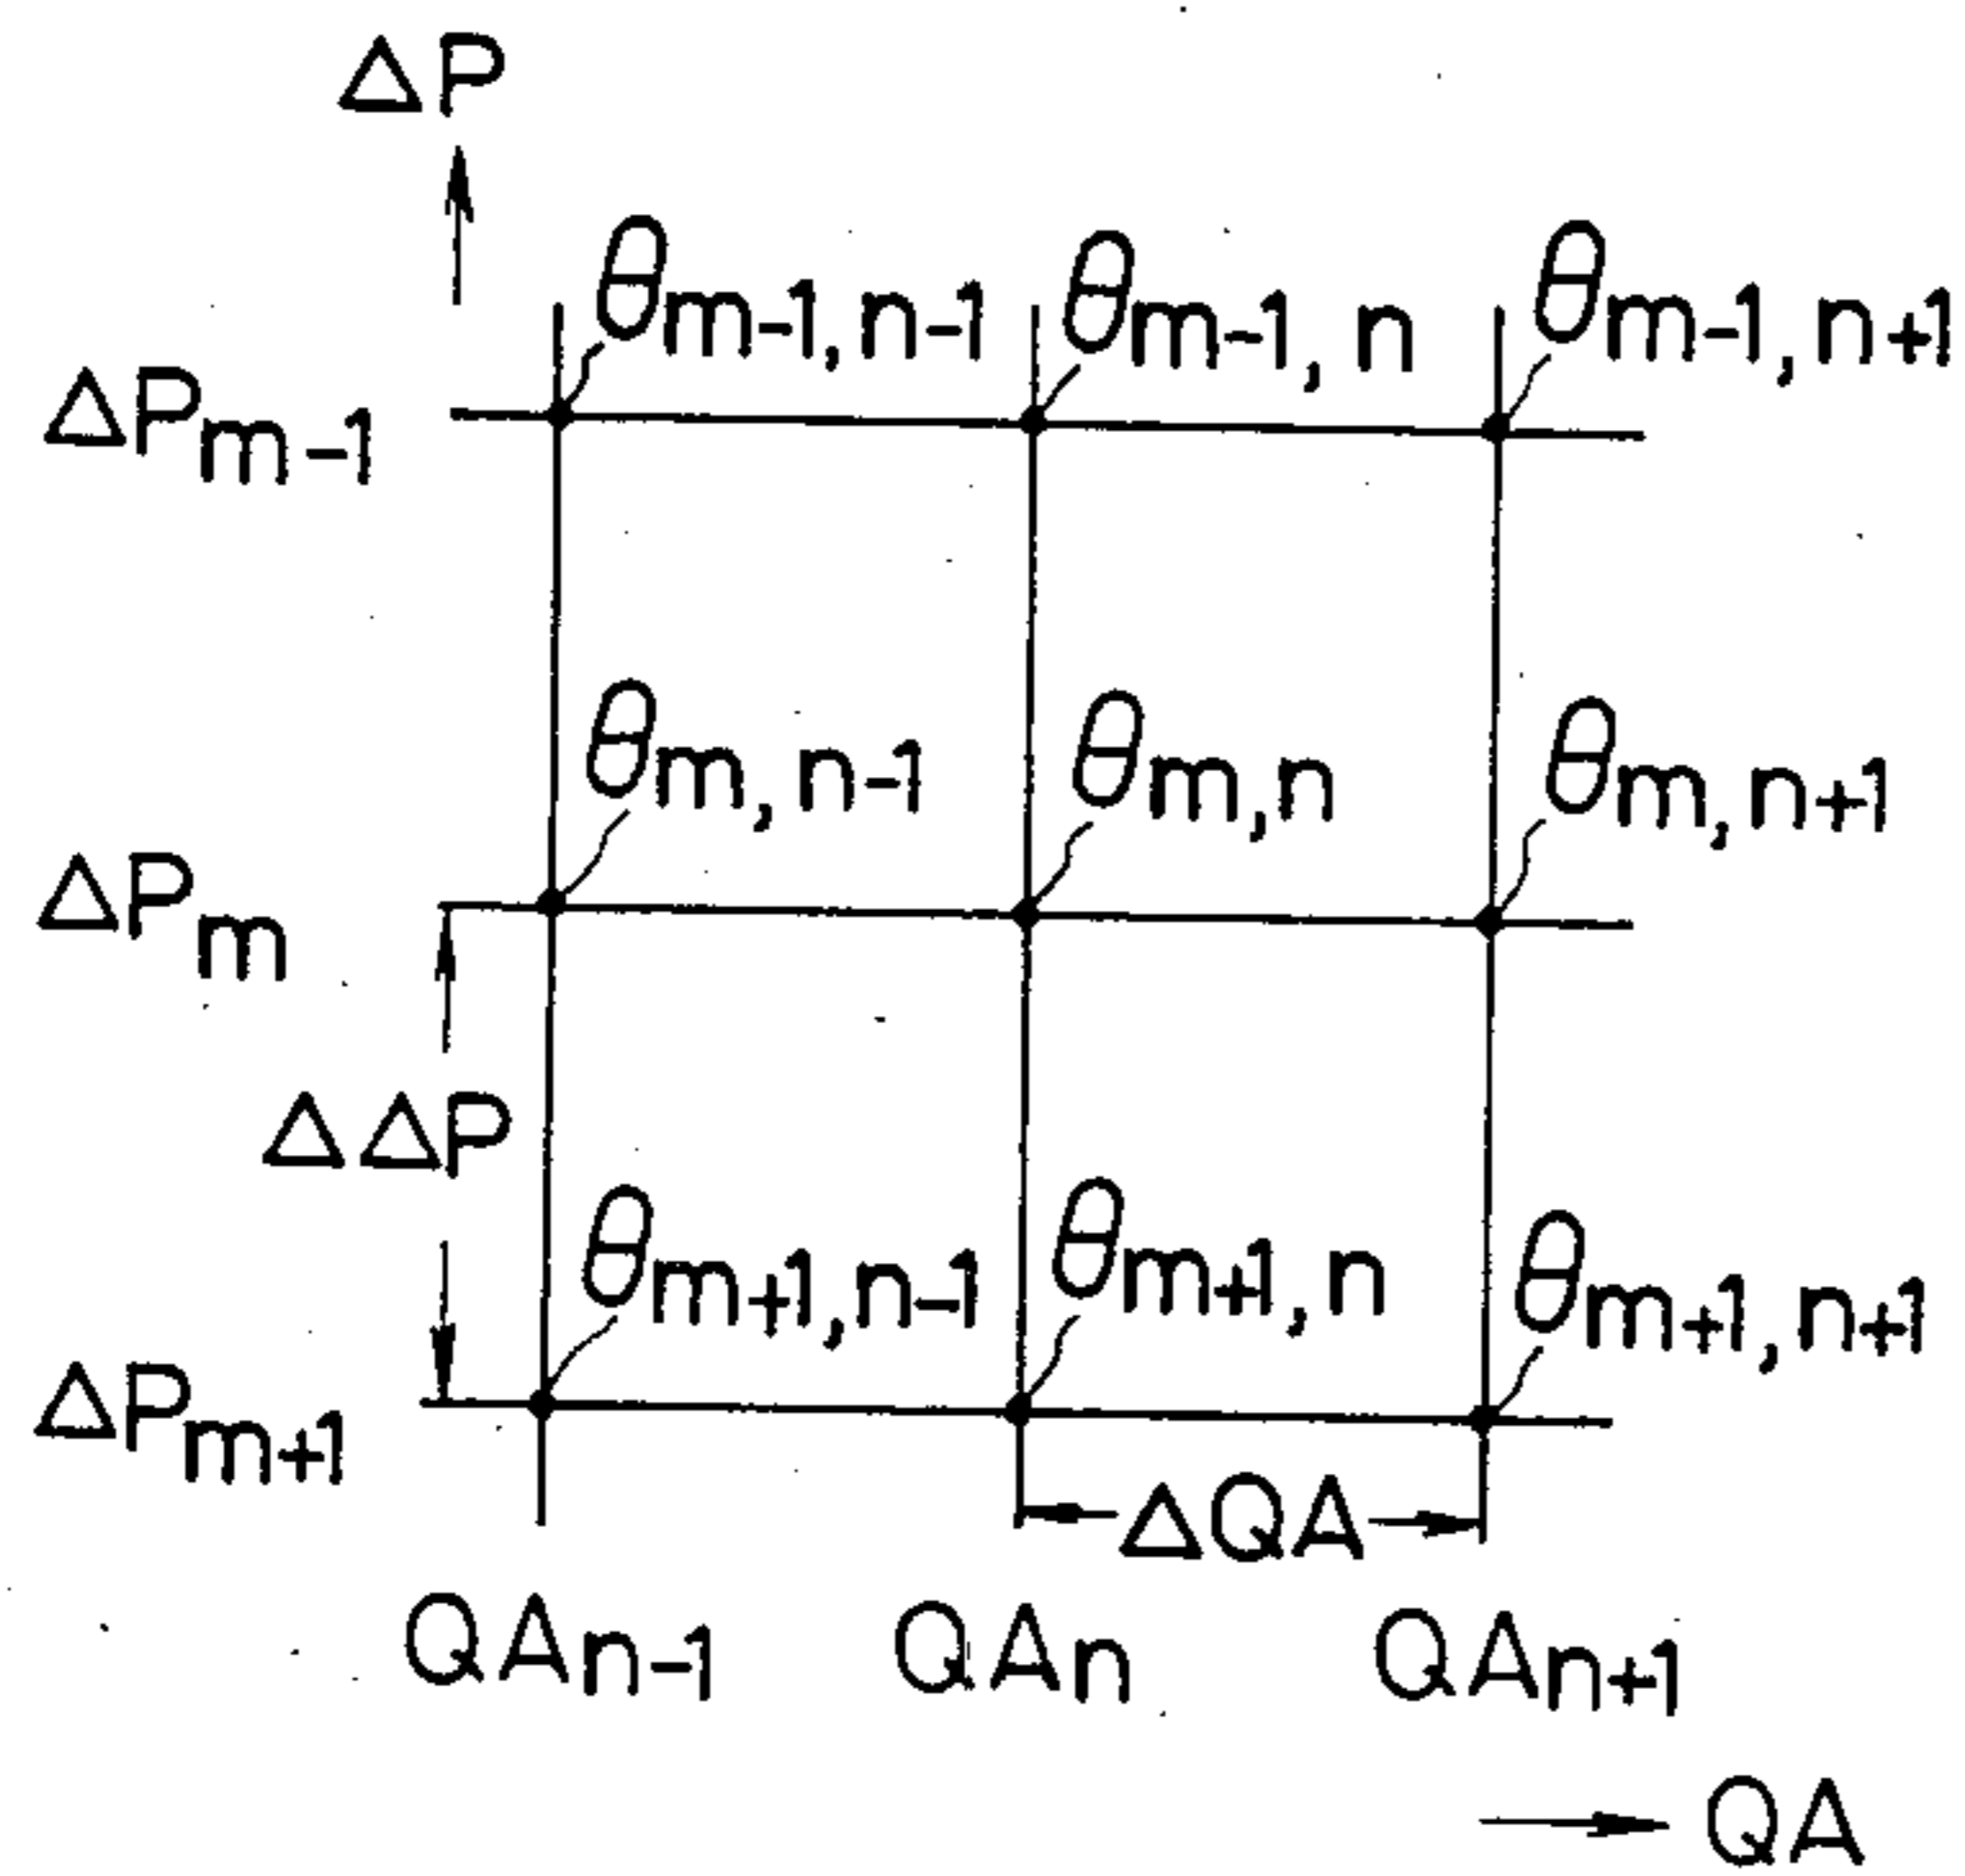 ΔP
θm-1,n-1 θm-1,n θm-1,n+1
ΔPm-1
θm,n-1 θm,n θm,n+1
ΔPm
ΔΔP
θm+1,n-1 θm+1,n θm+1,n+1
ΔPm+1
ΔQA
QAn-1 QAn QAn+1
QA